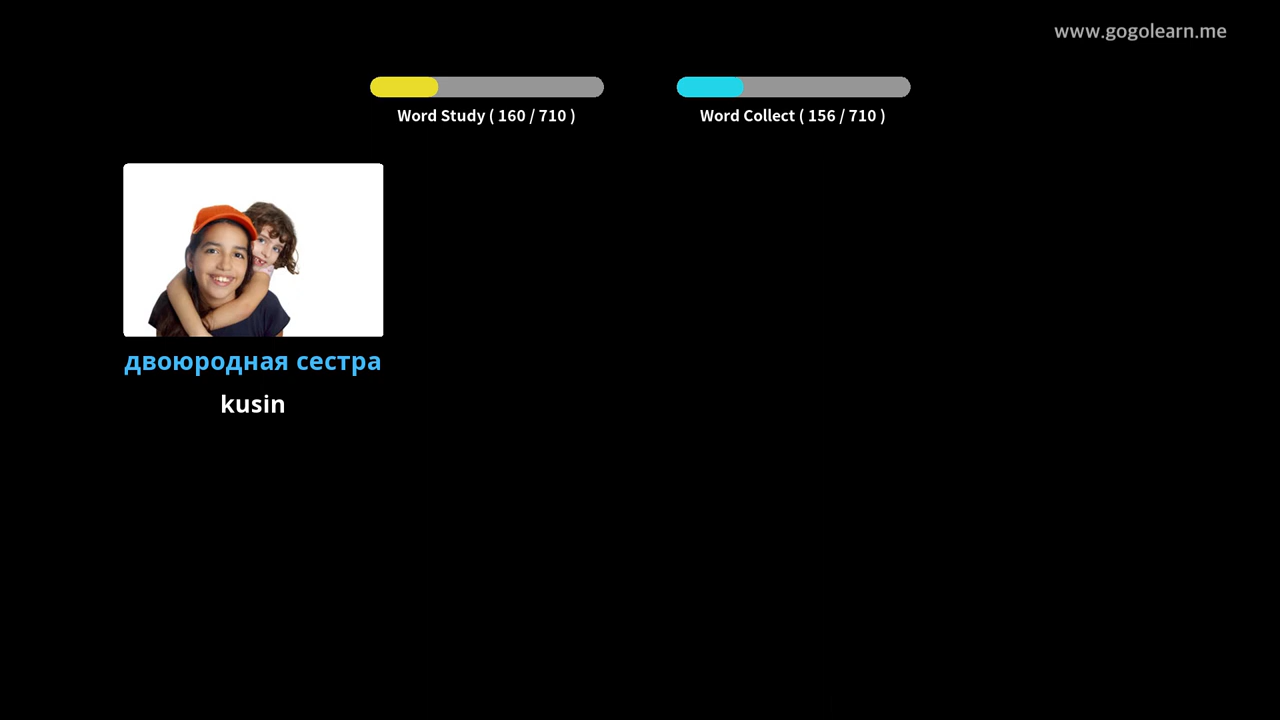 www.gogolearn.me
Word Study ( 160 / 710 )
Word Collect ( 156 / 710 )
двоюродная сестра
kusin